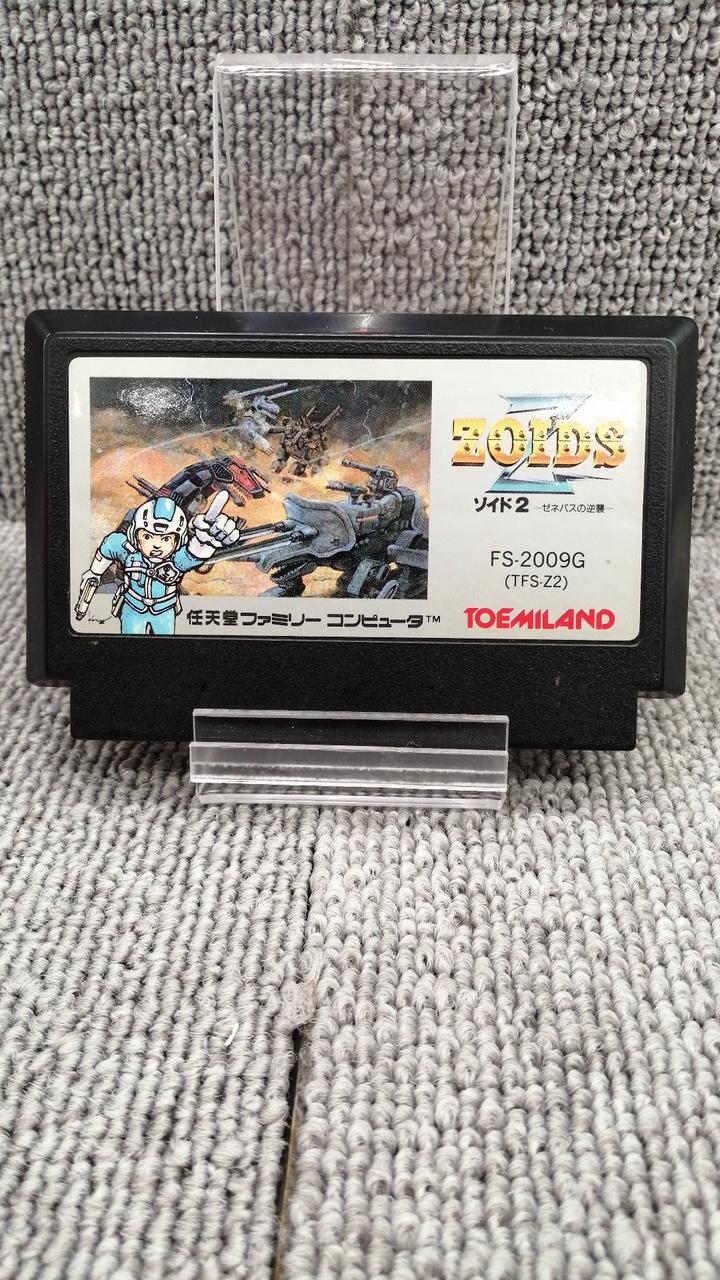 ZOIDS
Z
ゾイド2 ―ゼネバスの逆襲―
FS-2009G
(TFS-Z2)
任天堂ファミリーコンピュータ™
TOEMILAND